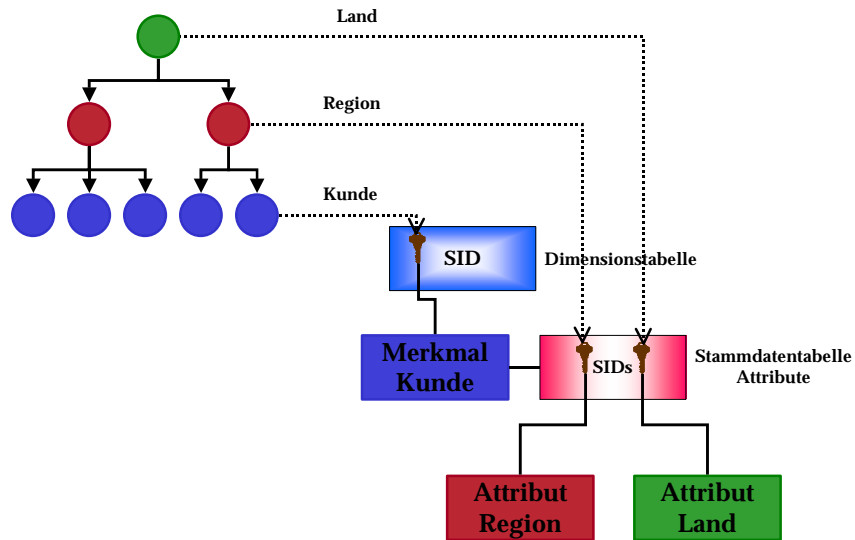 Land
Region
Kunde
SID
Dimensionstabelle
Merkmal
Kunde
SIDs
Stammdatentabelle
Attribute
Attribut
Region
Attribut
Land